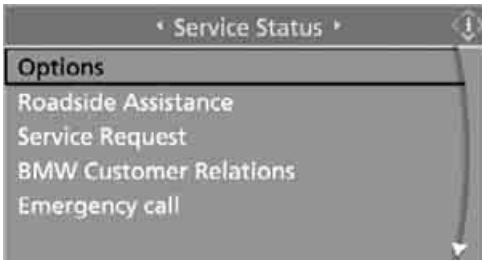 Service Status
Options
Roadside Assistance
Service Request
BMW Customer Relations
Emergency call